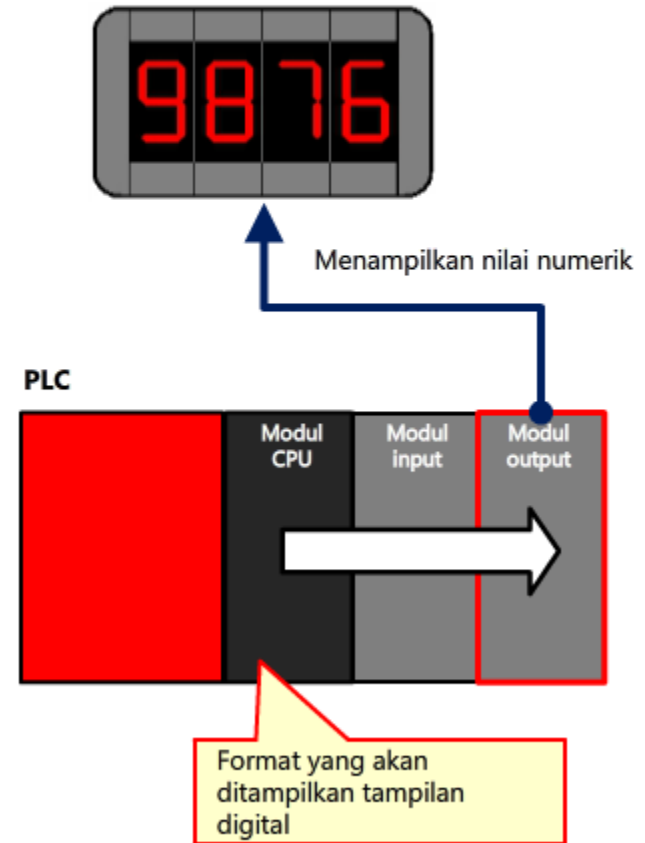 9876
Menampilkan nilai numerik
PLC
Modul
CPU
Modul
input
Modul
output
Format yang akan
ditampilkan tampilan
digital